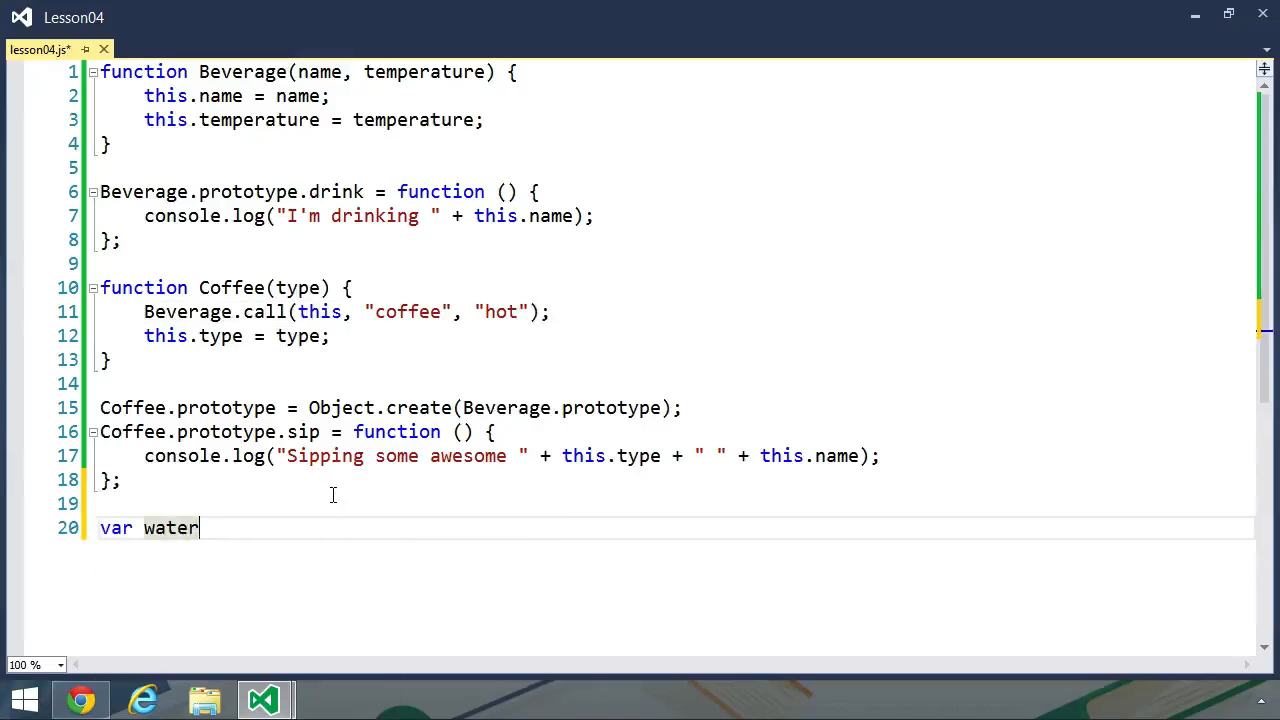 Lesson04
lesson04.js*
1 function Beverage(name, temperature) {
2 this.name = name;
3 this.temperature = temperature;
4 }
5
6 Beverage.prototype.drink = function () {
7 console.log("I'm drinking " + this.name);
8 };
9
10 function Coffee(type) {
11 Beverage.call(this, "coffee", "hot");
12 this.type = type;
13 }
14
15 Coffee.prototype = Object.create(Beverage.prototype);
16 Coffee.prototype.sip = function () {
17 console.log("Sipping some awesome " + this.type + " " + this.name);
18 };
19
20 var water
100 %